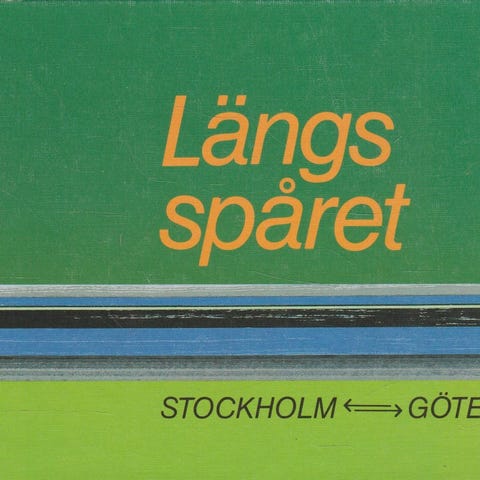 Längs
spåret
STOCKHOLM ⟷ GÖTE